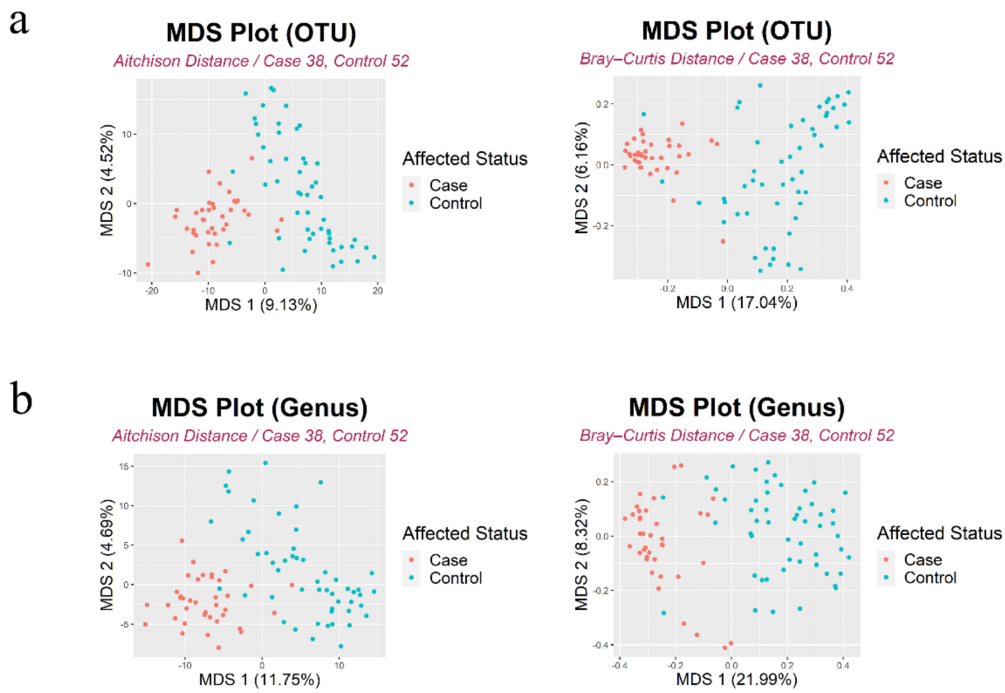 a
MDS Plot (OTU)
Aitchison Distance / Case 38, Control 52
MDS 2 (4.52%)
10
0
-10
-20
-10
0
10
20
MDS 1 (9.13%)
Affected Status
Case
Control
MDS Plot (OTU)
Bray–Curtis Distance / Case 38, Control 52
MDS 2 (6.16%)
0.2
0.0
-0.2
-0.2
0.0
0.2
0.4
MDS 1 (17.04%)
Affected Status
Case
Control
b
MDS Plot (Genus)
Aitchison Distance / Case 38, Control 52
MDS 2 (4.69%)
15
10
5
0
-5
-10
0
10
MDS 1 (11.75%)
Affected Status
Case
Control
MDS Plot (Genus)
Bray–Curtis Distance / Case 38, Control 52
MDS 2 (8.32%)
0.2
0.0
-0.2
-0.4
-0.4
-0.2
0.0
0.2
0.4
MDS 1 (21.99%)
Affected Status
Case
Control